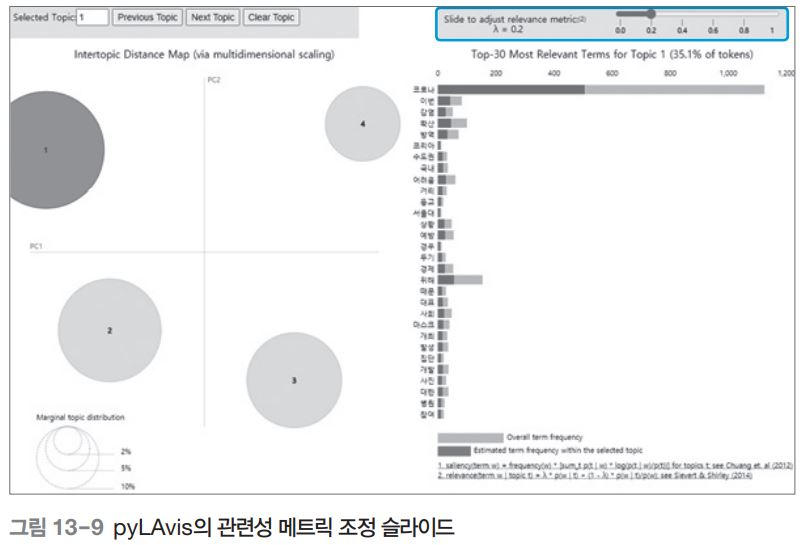 Selected Topic: 1 Previous Topic Next Topic Clear Topic
Slide to adjust relevance metric:(2)
λ = 0.2
0.0 0.2 0.4 0.6 0.8 1
Intertopic Distance Map (via multidimensional scaling)
PC2
PC1
1
4
2
3
Marginal topic distribution
2%
5%
10%
Top-30 Most Relevant Terms for Topic 1 (35.1% of tokens)
0 200 400 600 800 1,000 1,200
코로나
이번
감염
확산
방역
코리아
수도권
국내
어려움
거리
종교
서울대
상황
예방
경루
투기
경제
위해
때문
대표
사회
마스크
개최
발생
집단
개발
사진
대한
병원
참여
Overall term frequency
Estimated term frequency within the selected topic
1. saliency(term w) = frequency(w) * [sum_t p(t | w) * log(p(t | w)/p(t))] for topics t; see Chuang et. al (2012)
2. relevance(term w | topic t) = λ * p(w | t) + (1 - λ) * p(w | t)/p(w); see Sievert & Shirley (2014)
그림 13-9 pyLAvis의 관련성 메트릭 조정 슬라이드